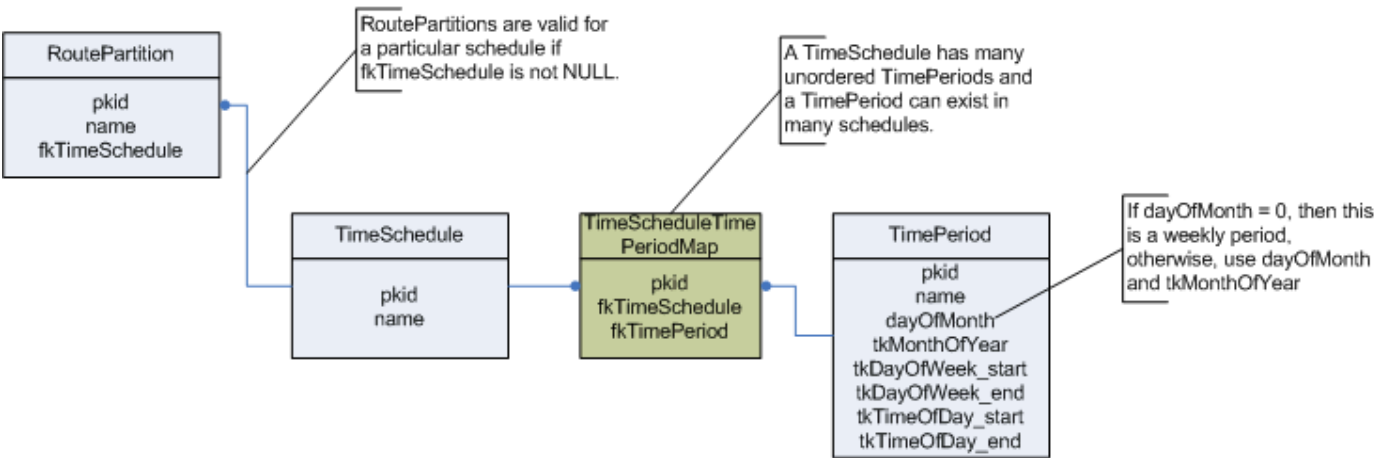 RoutePartition
pkid
name
fkTimeSchedule
RoutePartitions are valid for
a particular schedule if
fkTimeSchedule is not NULL.
A TimeSchedule has many
unordered TimePeriods and
a TimePeriod can exist in
many schedules.
TimeSchedule
pkid
name
TimeScheduleTime
PeriodMap
pkid
fkTimeSchedule
fkTimePeriod
TimePeriod
pkid
name
dayOfMonth
tkMonthOfYear
tkDayOfWeek_start
tkDayOfWeek_end
tkTimeOfDay_start
tkTimeOfDay_end
If dayOfMonth = 0, then this
is a weekly period,
otherwise, use dayOfMonth
and tkMonthOfYear